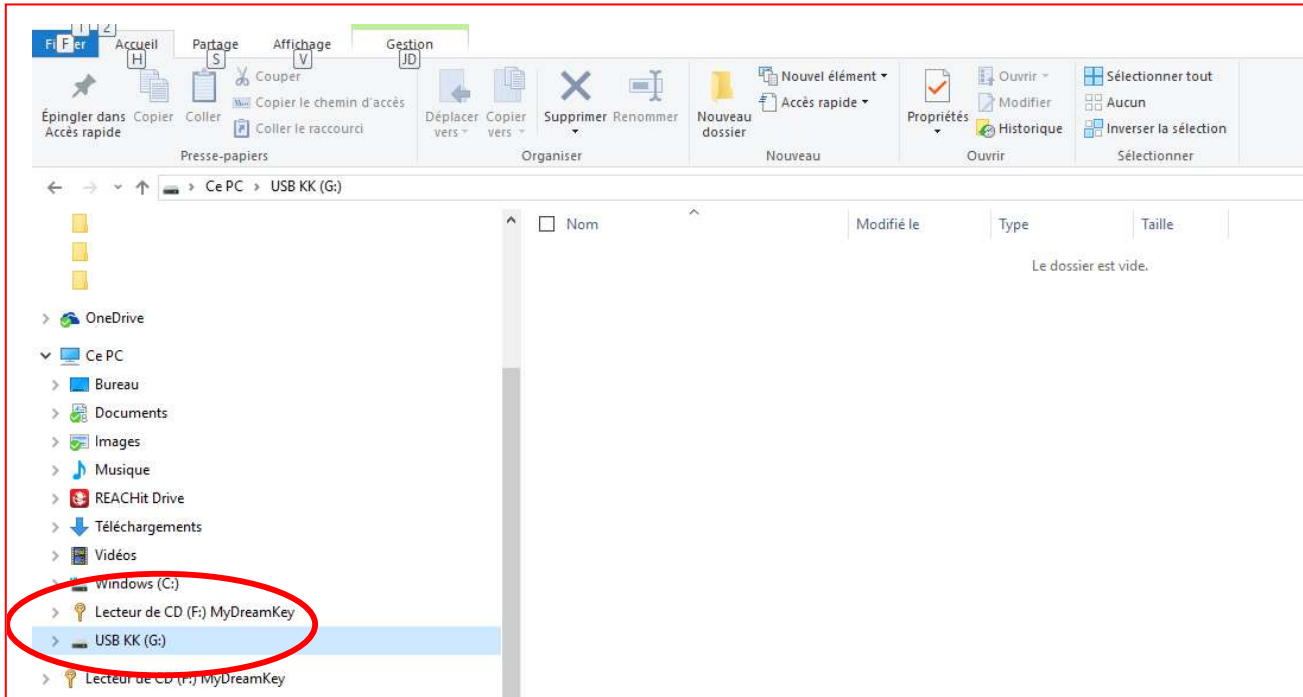 1 2
Fi F er Accueil Partage Affichage Gestion
H S V JD
Épingler dans Accès rapide
Copier
Coller
Couper
Copier le chemin d'accès
Coller le raccourci
Presse-papiers
Déplacer vers
Copier vers
Supprimer
Renommer
Organiser
Nouveau dossier
Nouvel élément
Accès rapide
Nouveau
Propriétés
Ouvrir
Modifier
Historique
Ouvrir
Sélectionner tout
Aucun
Inverser la sélection
Sélectionner
Ce PC > USB KK (G:)
Nom Modifié le Type Taille
Le dossier est vide.
OneDrive
Ce PC
Bureau
Documents
Images
Musique
REACHit Drive
Téléchargements
Vidéos
Windows (C:)
Lecteur de CD (F:) MyDreamKey
USB KK (G:)
Lecteur de CD (F:) MyDreamKey